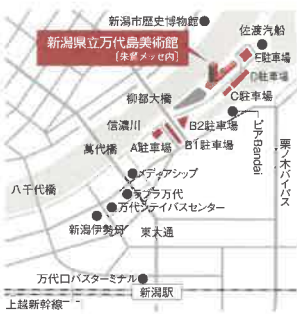 新潟市歴史博物館
佐渡汽船
新潟県立万代島美術館
[朱鷺メッセ内]
E駐車場
D駐車場
柳都大橋
C駐車場
信濃川
B2駐車場
ピアBandai
萬代橋
A駐車場
B1駐車場
栗ノ木バイパス
メディアシップ
八千代橋
ラブラ万代
万代シテイバスセンター
新潟伊勢丹
東大通
万代口バスターミナル
新潟駅
上越新幹線